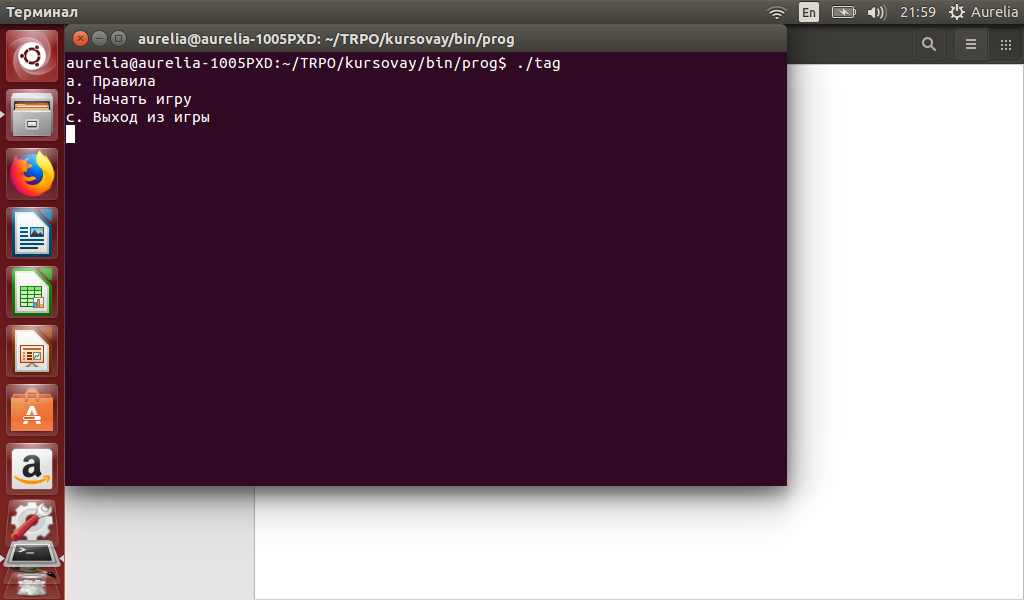 Терминал
En
21:59
Aurelia
aurelia@aurelia-1005PXD: ~/TRPO/kursovay/bin/prog
aurelia@aurelia-1005PXD:~/TRPO/kursovay/bin/prog$ ./tag
a. Правила
b. Начать игру
c. Выход из игры